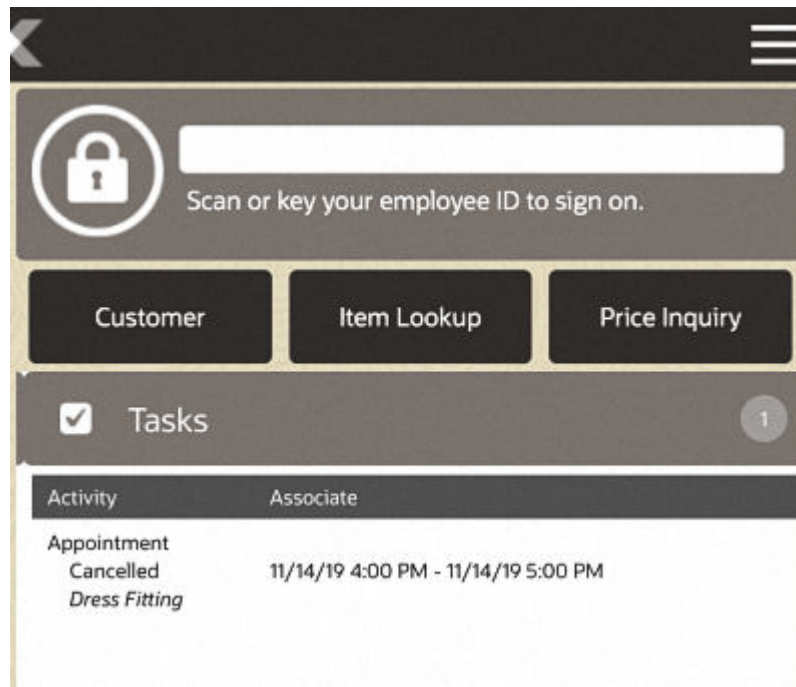 Scan or key your employee ID to sign on.
Customer
Item Lookup
Price Inquiry
Tasks
1
Activity Associate
Appointment
Cancelled 11/14/19 4:00 PM - 11/14/19 5:00 PM
Dress Fitting